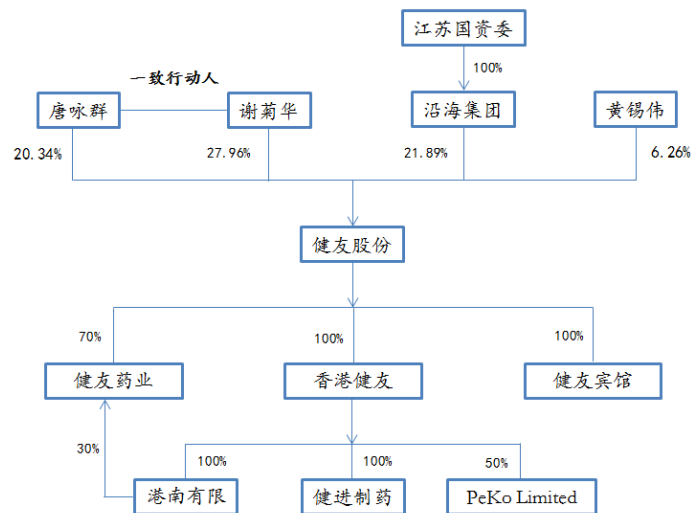 江苏国资委
100%
一致行动人
唐咏群
谢菊华
沿海集团
黄锡伟
20.34%
27.96%
21.89%
6.26%
健友股份
70%
100%
100%
健友药业
香港健友
健友宾馆
30%
100%
100%
50%
港南有限
健进制药
PeKo Limited